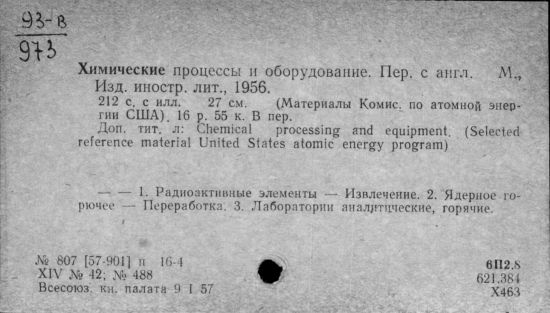 93-В
973
Химические процессы и оборудование. Пер. с англ. М.,
Изд. иностр. лит., 1956.
212 с. с илл. 27 см. (Материалы Комис. по атомной энер-
гии США). 16 р. 55 к. В пер.
Доп. тит. л: Chemical processing and equipment. (Selected
reference material United States atomic energy program)
— — 1. Радиоактивные элементы — Извлечение. 2. Ядерное го-
рючее — Переработка. 3. Лаборатории аналитические, горячие.
№ 807 [57-901] п 16-4
XIV № 42; № 488
Всесоюз. кн. палата 9 I 57
6П2.8
621.384
Х463